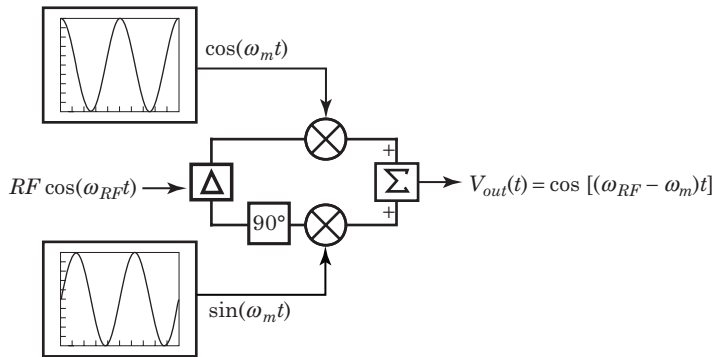 cos(ω_m t)
RF cos(ω_RF t)
Δ
+
Σ
+
V_out(t) = cos [(ω_RF − ω_m)t]
90°
sin(ω_m t)